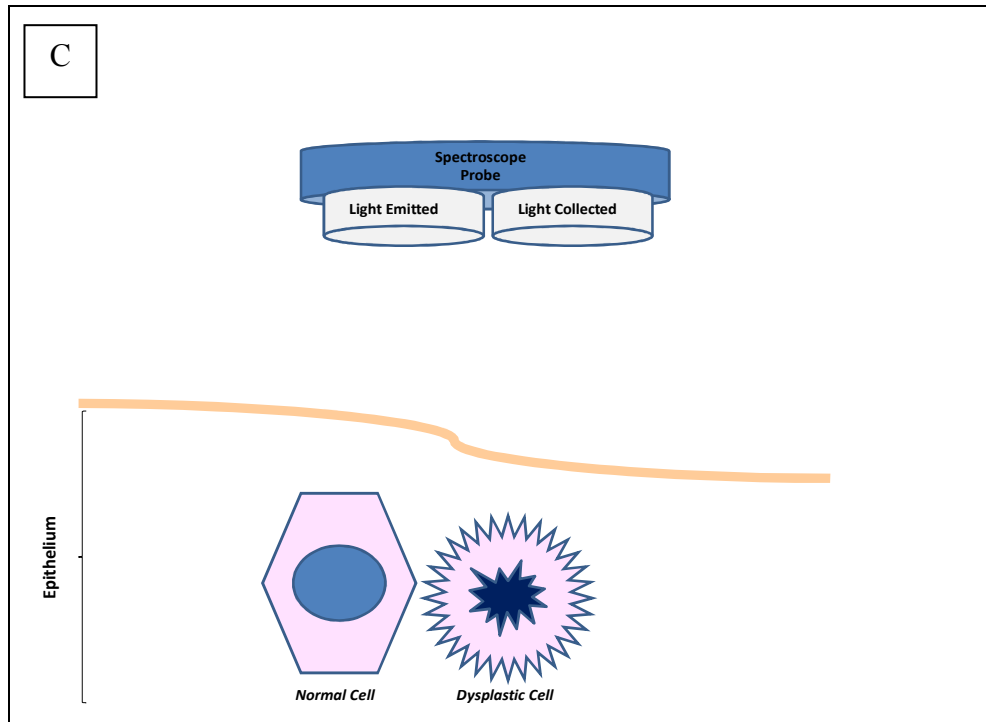 C
Spectroscope
Probe
Light Emitted
Light Collected
Epithelium
Normal Cell
Dysplastic Cell